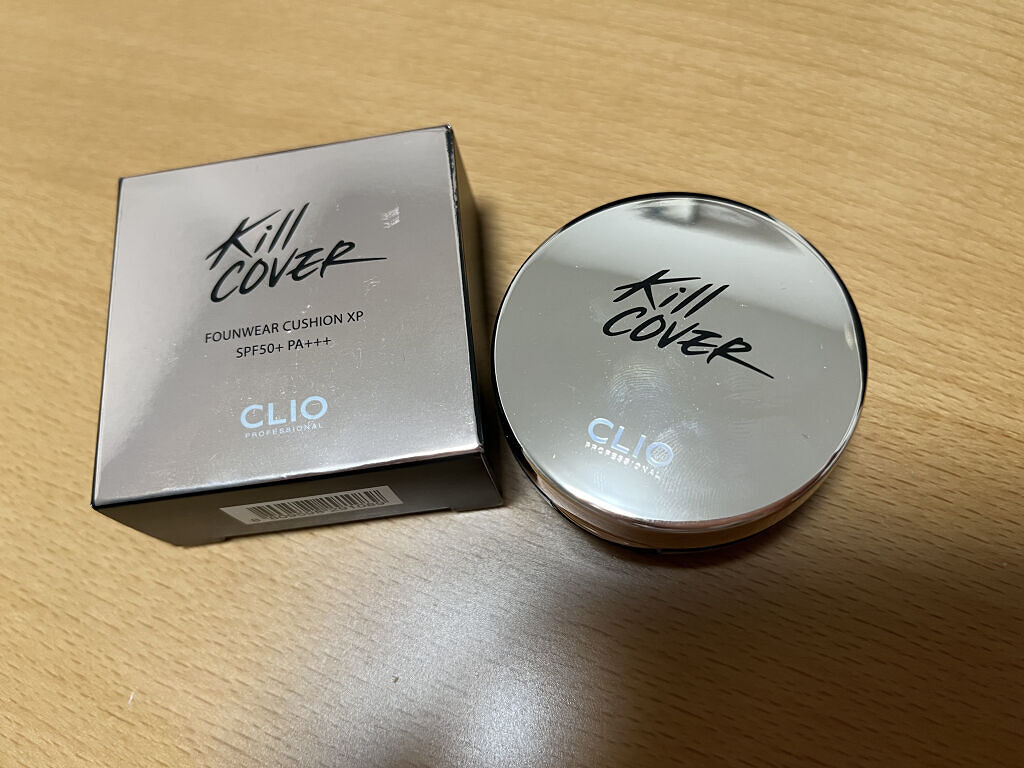 Kill
COVER
FOUNWEAR CUSHION XP
SPF50+ PA+++
CLIO
PROFESSIONAL
Kill
COVER
CLIO
PROFESSIONAL